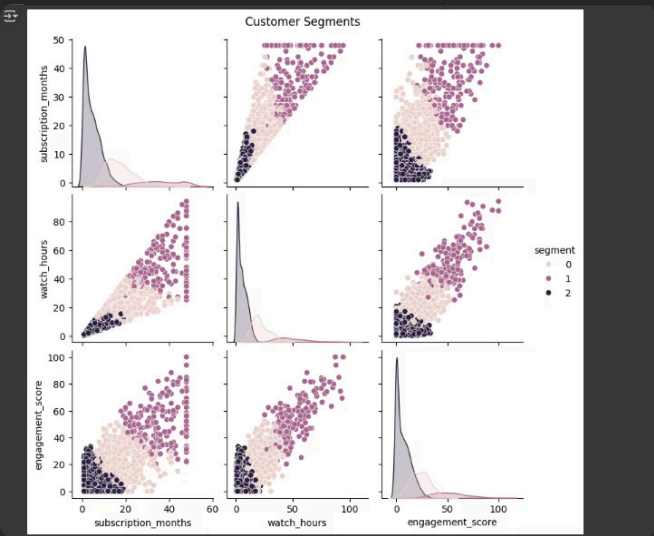 Customer Segments
subscription_months
50
40
30
20
10
0
watch_hours
80
60
40
20
0
engagement_score
100
80
60
40
20
0
0 20 40 60
subscription_months
0 50 100
watch_hours
0 50 100
engagement_score
segment
0
1
2